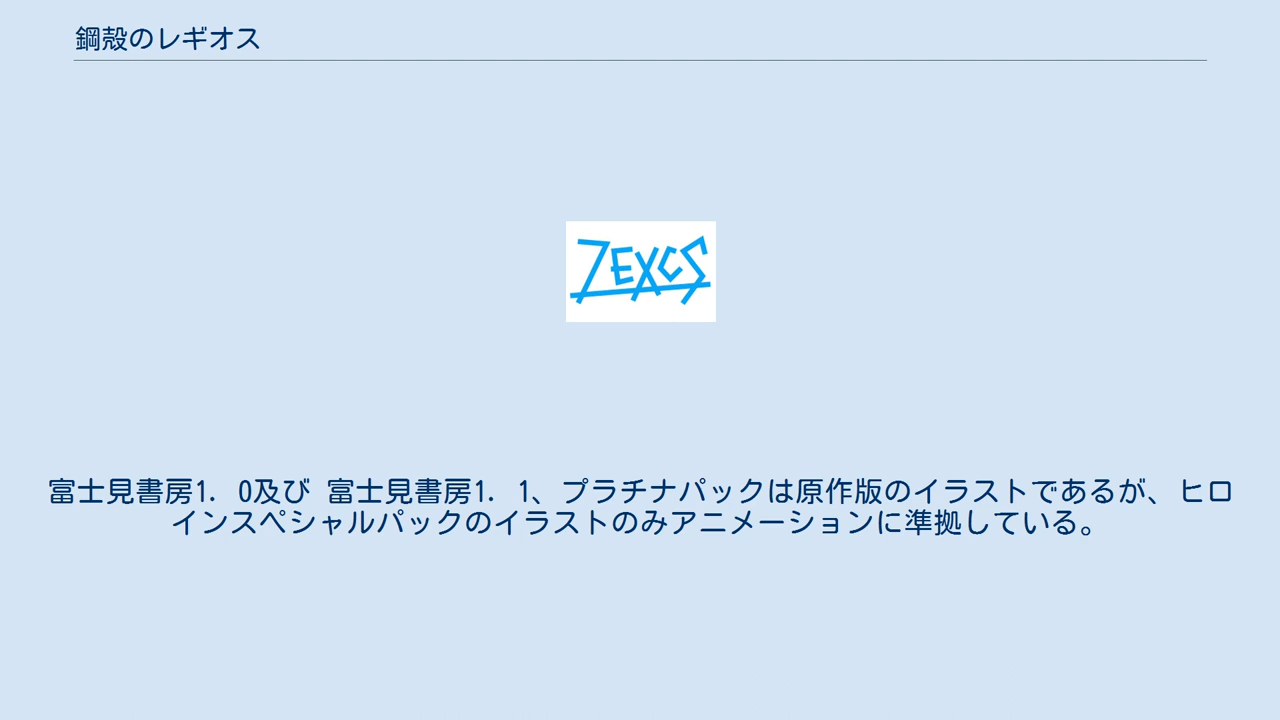 鋼殻のレギオス
ZEXCS
富士見書房1. 0及び 富士見書房1. 1、プラチナパックは原作版のイラストであるが、ヒロ
インスペシャルパックのイラストのみアニメーションに準拠している。